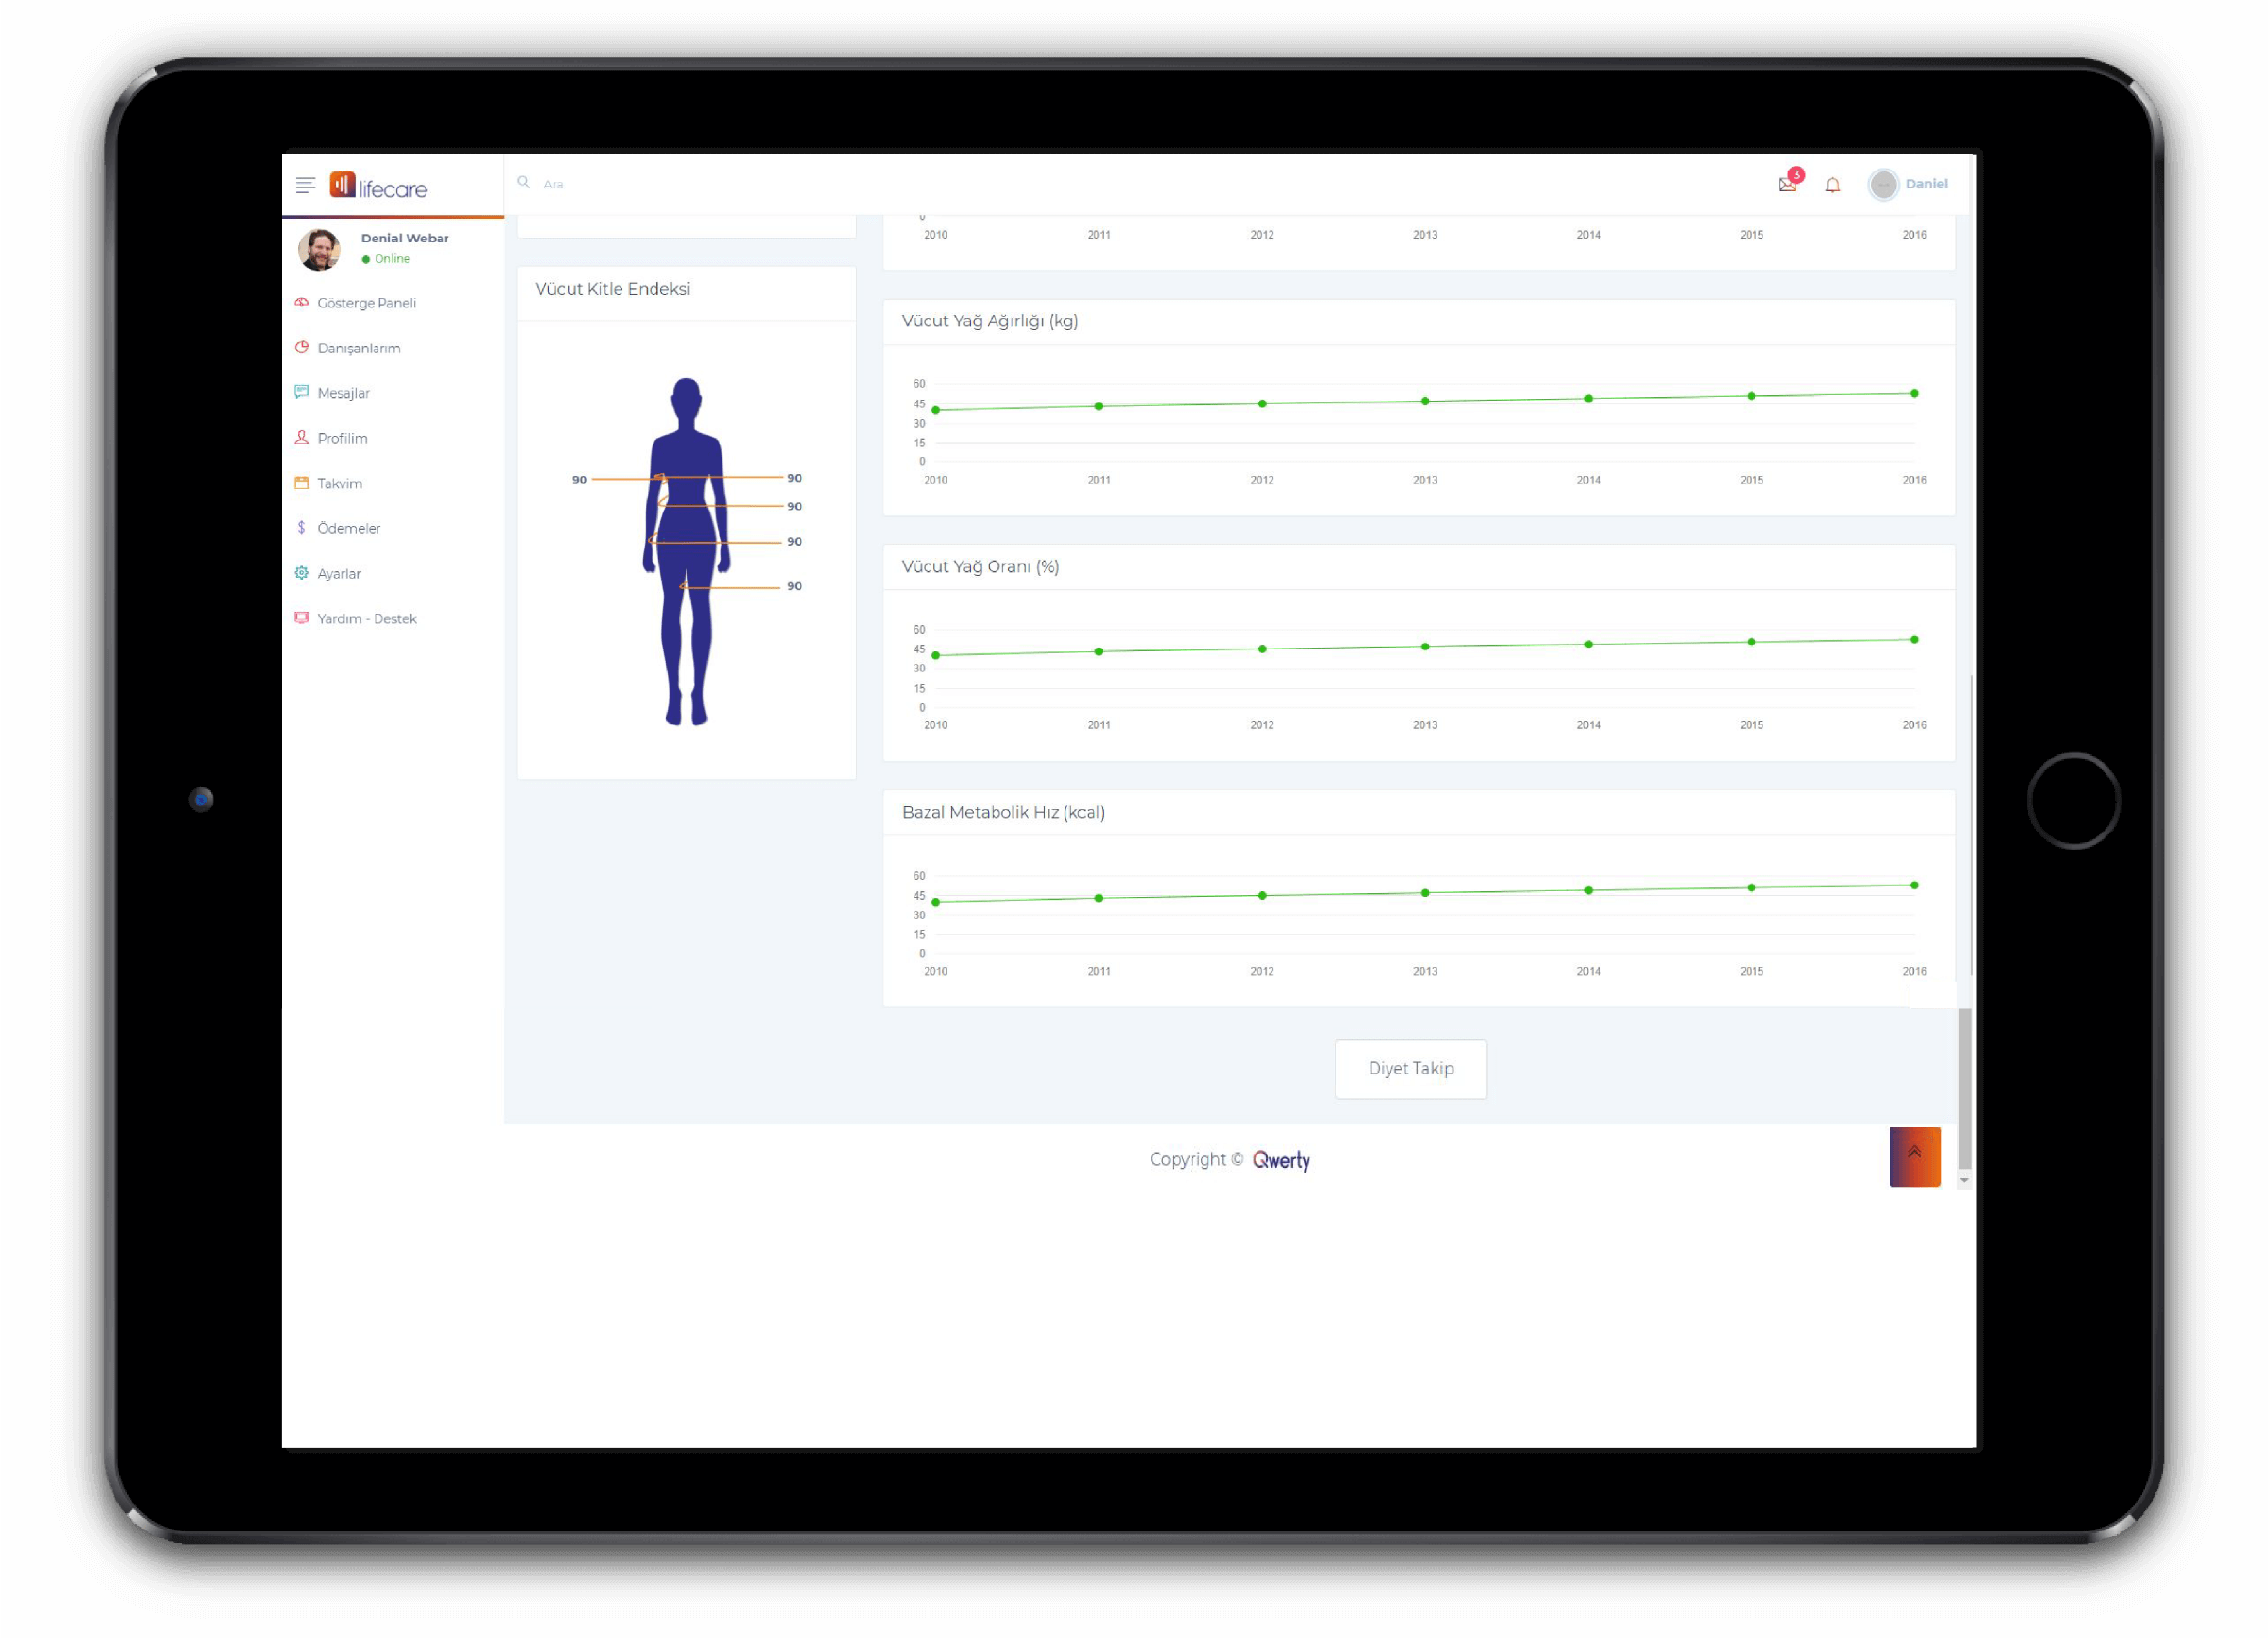 lifecare
Ara
3
Daniel
Denial Webar
Online
Gösterge Paneli
Danışanlarım
Mesajlar
Profilim
Takvim
$ Ödemeler
Ayarlar
Yardım - Destek
Vücut Kitle Endeksi
90
90
90
90
90
0
2010 2011 2012 2013 2014 2015 2016
Vücut Yağ Ağırlığı (kg)
60
45
30
15
0
2010 2011 2012 2013 2014 2015 2016
Vücut Yağ Oranı (%)
60
45
30
15
0
2010 2011 2012 2013 2014 2015 2016
Bazal Metabolik Hız (kcal)
60
45
30
15
0
2010 2011 2012 2013 2014 2015 2016
Diyet Takip
Copyright © Qwerty